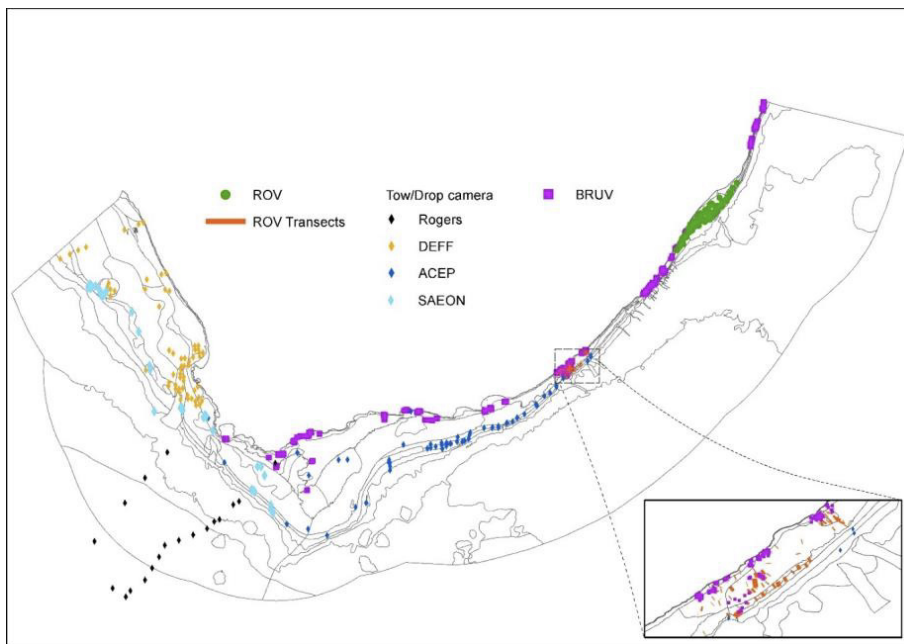 ROV
ROV Transects
Tow/Drop camera
Rogers
DEFF
ACEP
SAEON
BRUV